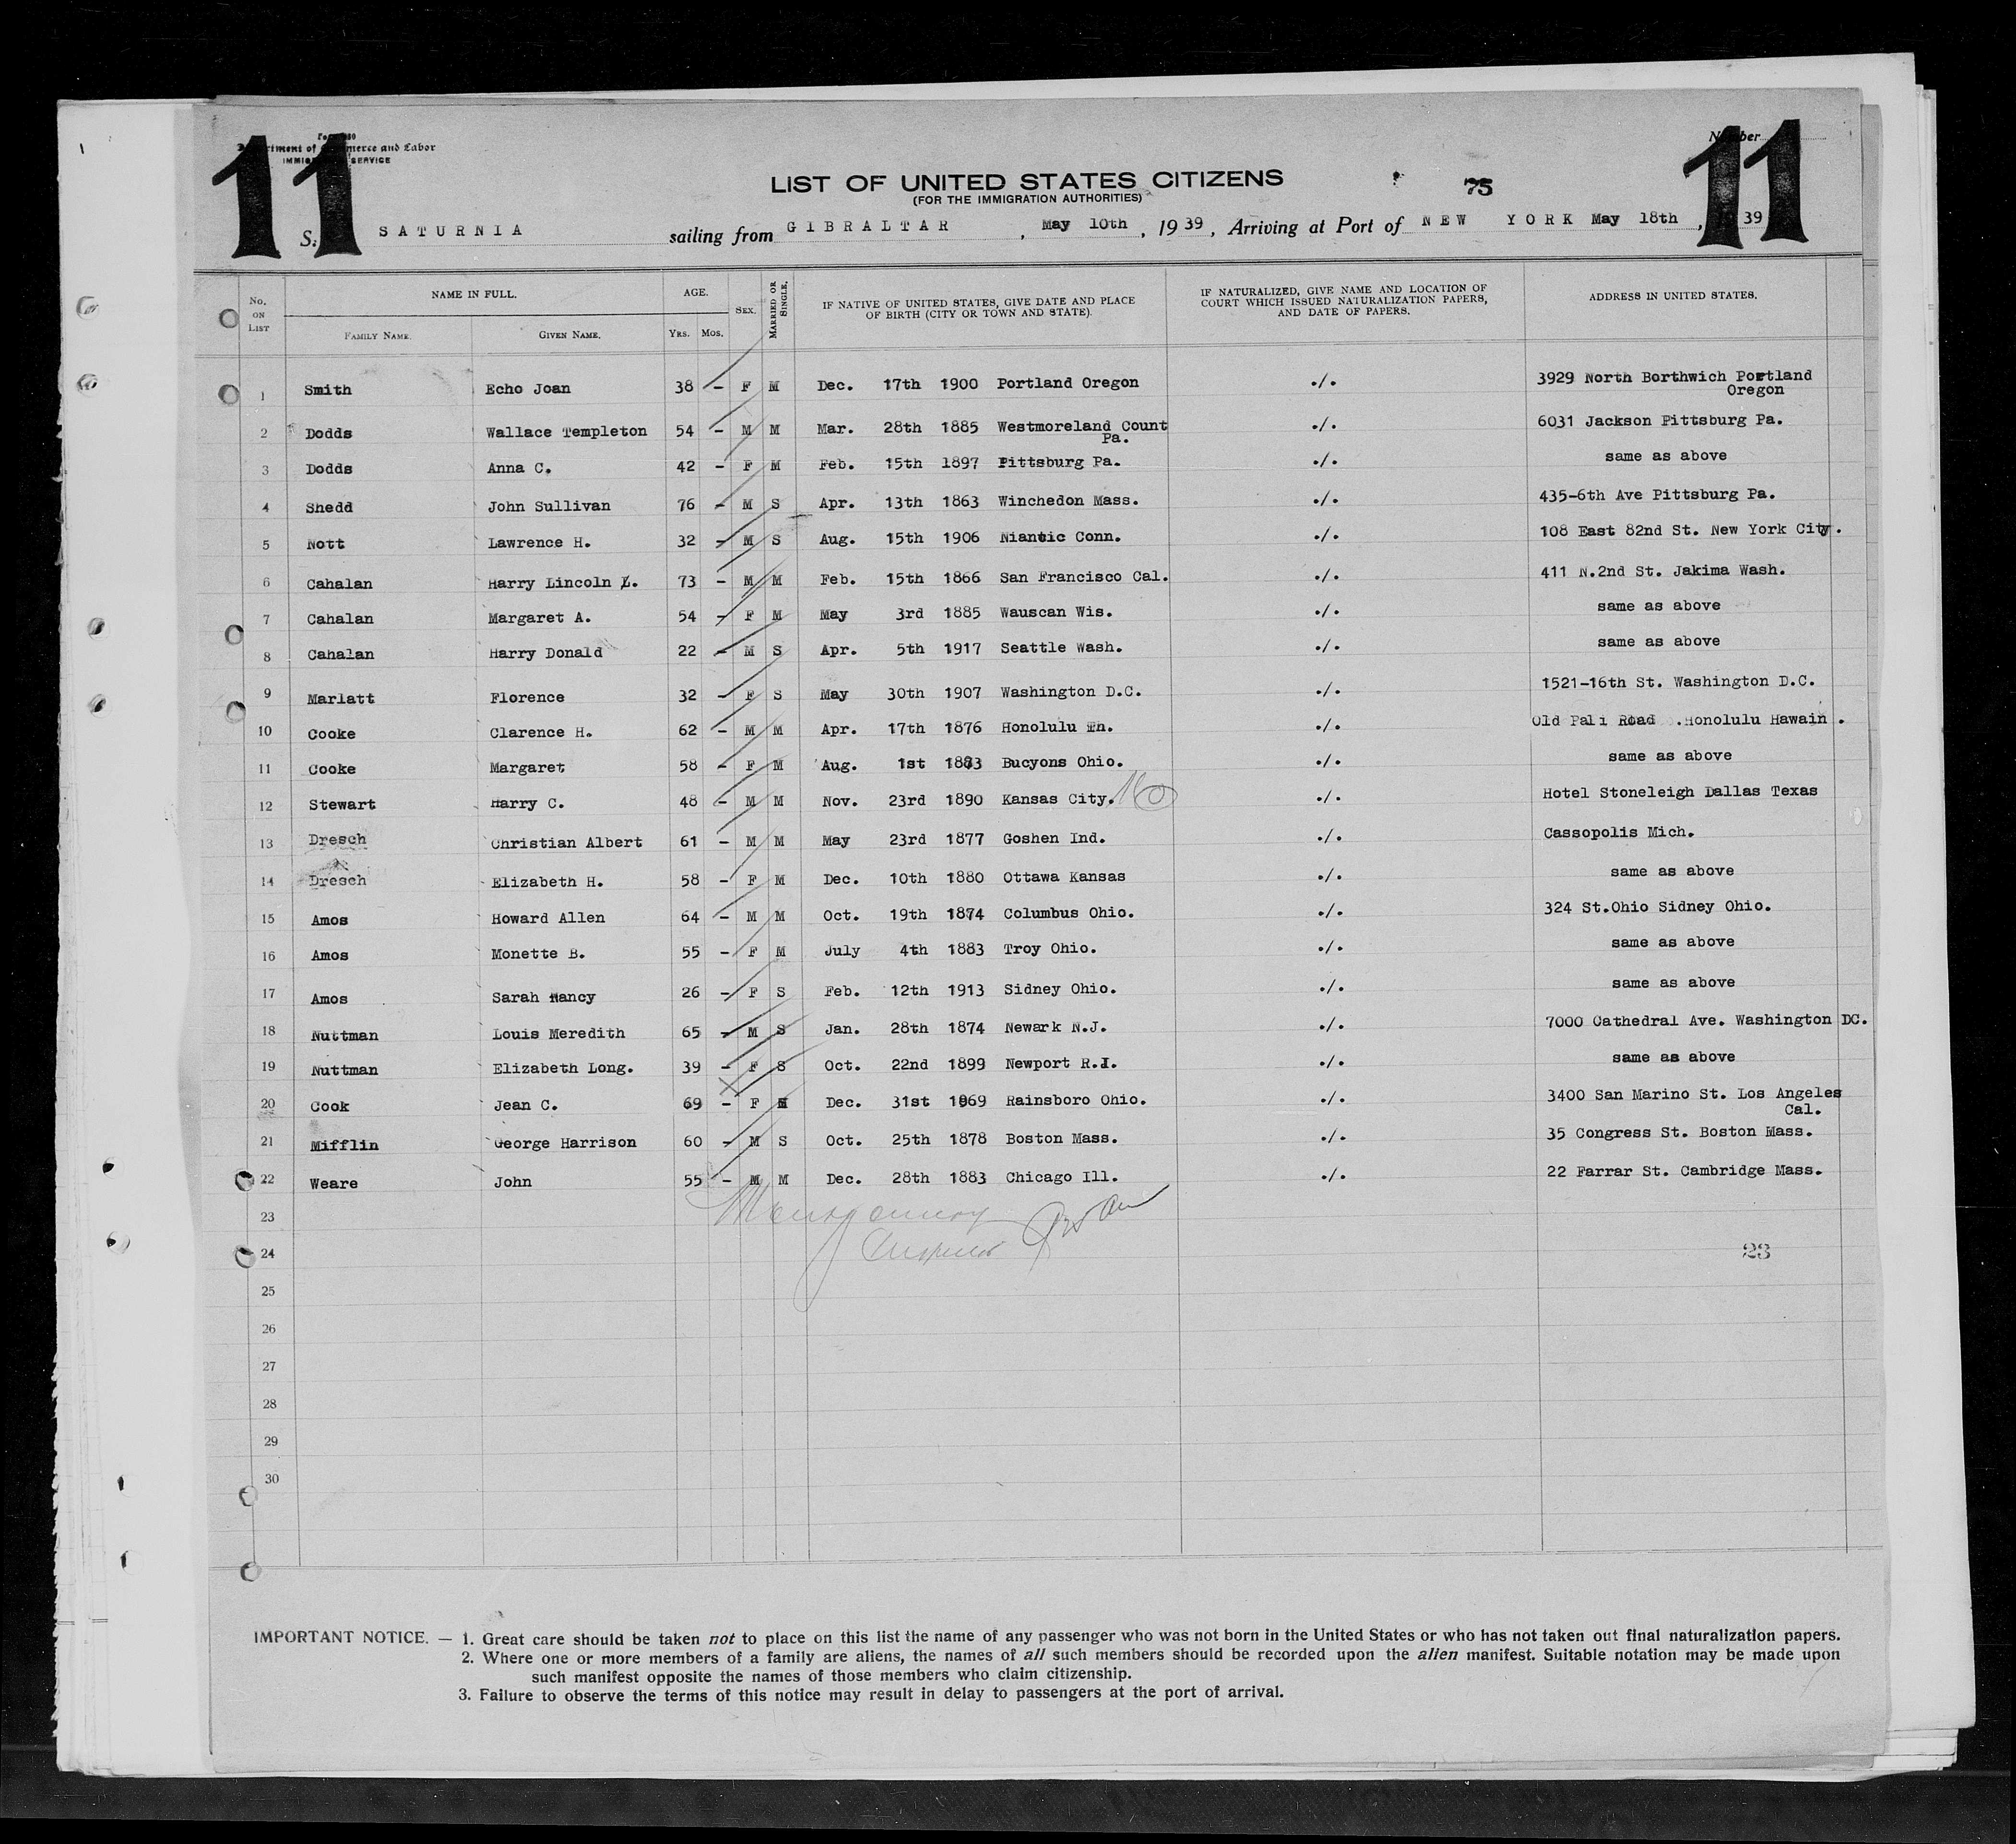 11
11
Number
Department of Commerce and Labor
IMMIGRATION SERVICE
LIST OF UNITED STATES CITIZENS
(FOR THE IMMIGRATION AUTHORITIES)
75
S. SATURNIA sailing from GIBRALTAR, May 10th, 1939, Arriving at Port of NEW YORK May 18th, 1939
No. ON LIST
NAME IN FULL.
FAMILY NAME.
GIVEN NAME.
AGE.
YRS. MOS.
SEX.
MARRIED OR SINGLE.
IF NATIVE OF UNITED STATES, GIVE DATE AND PLACE
OF BIRTH (CITY OR TOWN AND STATE).
IF NATURALIZED, GIVE NAME AND LOCATION OF
COURT WHICH ISSUED NATURALIZATION PAPERS,
AND DATE OF PAPERS.
ADDRESS IN UNITED STATES.
1 Smith Echo Joan 38 - F M Dec. 17th 1900 Portland Oregon ./. 3929 North Borthwich Portland
Oregon
2 Dodds Wallace Templeton 54 - M M Mar. 28th 1885 Westmoreland Count ./. 6031 Jackson Pittsburg Pa.
Pa.
3 Dodds Anna C. 42 - F M Feb. 15th 1897 Pittsburg Pa. ./. same as above
4 Shedd John Sullivan 76 - M S Apr. 13th 1863 Winchedon Mass. ./. 435-6th Ave Pittsburg Pa.
5 Nott Lawrence H. 32 - M S Aug. 15th 1906 Niantic Conn. ./. 108 East 82nd St. New York City.
6 Cahalan Harry Lincoln L. 73 - M M Feb. 15th 1866 San Francisco Cal. ./. 411 N.2nd St. Jakima Wash.
7 Cahalan Margaret A. 54 - F M May 3rd 1885 Wauscan Wis. ./. same as above
8 Cahalan Harry Donald 22 - M S Apr. 5th 1917 Seattle Wash. ./. same as above
9 Marlatt Florence 32 - F S May 30th 1907 Washington D.C. ./. 1521-16th St. Washington D.C.
10 Cooke Clarence H. 62 - M M Apr. 17th 1876 Honolulu Th. ./. Old Pali Road .Honolulu Hawain .
11 Cooke Margaret 58 - F M Aug. 1st 1883 Bucyons Ohio. ./. same as above
12 Stewart Harry C. 48 - M M Nov. 23rd 1890 Kansas City. Mo ./. Hotel Stoneleigh Dallas Texas
13 Dresch Christian Albert 61 - M M May 23rd 1877 Goshen Ind. ./. Cassopolis Mich.
14 Dresch Elizabeth H. 58 - F M Dec. 10th 1880 Ottawa Kansas ./. same as above
15 Amos Howard Allen 64 - M M Oct. 19th 1874 Columbus Ohio. ./. 324 St.Ohio Sidney Ohio.
16 Amos Monette B. 55 - F M July 4th 1883 Troy Ohio. ./. same as above
17 Amos Sarah Nancy 26 - F S Feb. 12th 1913 Sidney Ohio. ./. same as above
18 Nuttman Louis Meredith 65 - M S Jan. 28th 1874 Newark N.J. ./. 7000 Cathedral Ave. Washington DC.
19 Nuttman Elizabeth Long. 39 - F S Oct. 22nd 1899 Newport R.I. ./. same as above
20 Cook Jean C. 69 - F M Dec. 31st 1869 Rainsboro Ohio. ./. 3400 San Marino St. Los Angeles
Cal.
21 Mifflin George Harrison 60 - M S Oct. 25th 1878 Boston Mass. ./. 35 Congress St. Boston Mass.
22 Weare John 55 - M M Dec. 28th 1883 Chicago Ill. ./. 22 Farrar St. Cambridge Mass.
23
24
23
25
26
27
28
29
30
IMPORTANT NOTICE. — 1. Great care should be taken not to place on this list the name of any passenger who was not born in the United States or who has not taken out final naturalization papers.
2. Where one or more members of a family are aliens, the names of all such members should be recorded upon the alien manifest. Suitable notation may be made upon
such manifest opposite the names of those members who claim citizenship.
3. Failure to observe the terms of this notice may result in delay to passengers at the port of arrival.